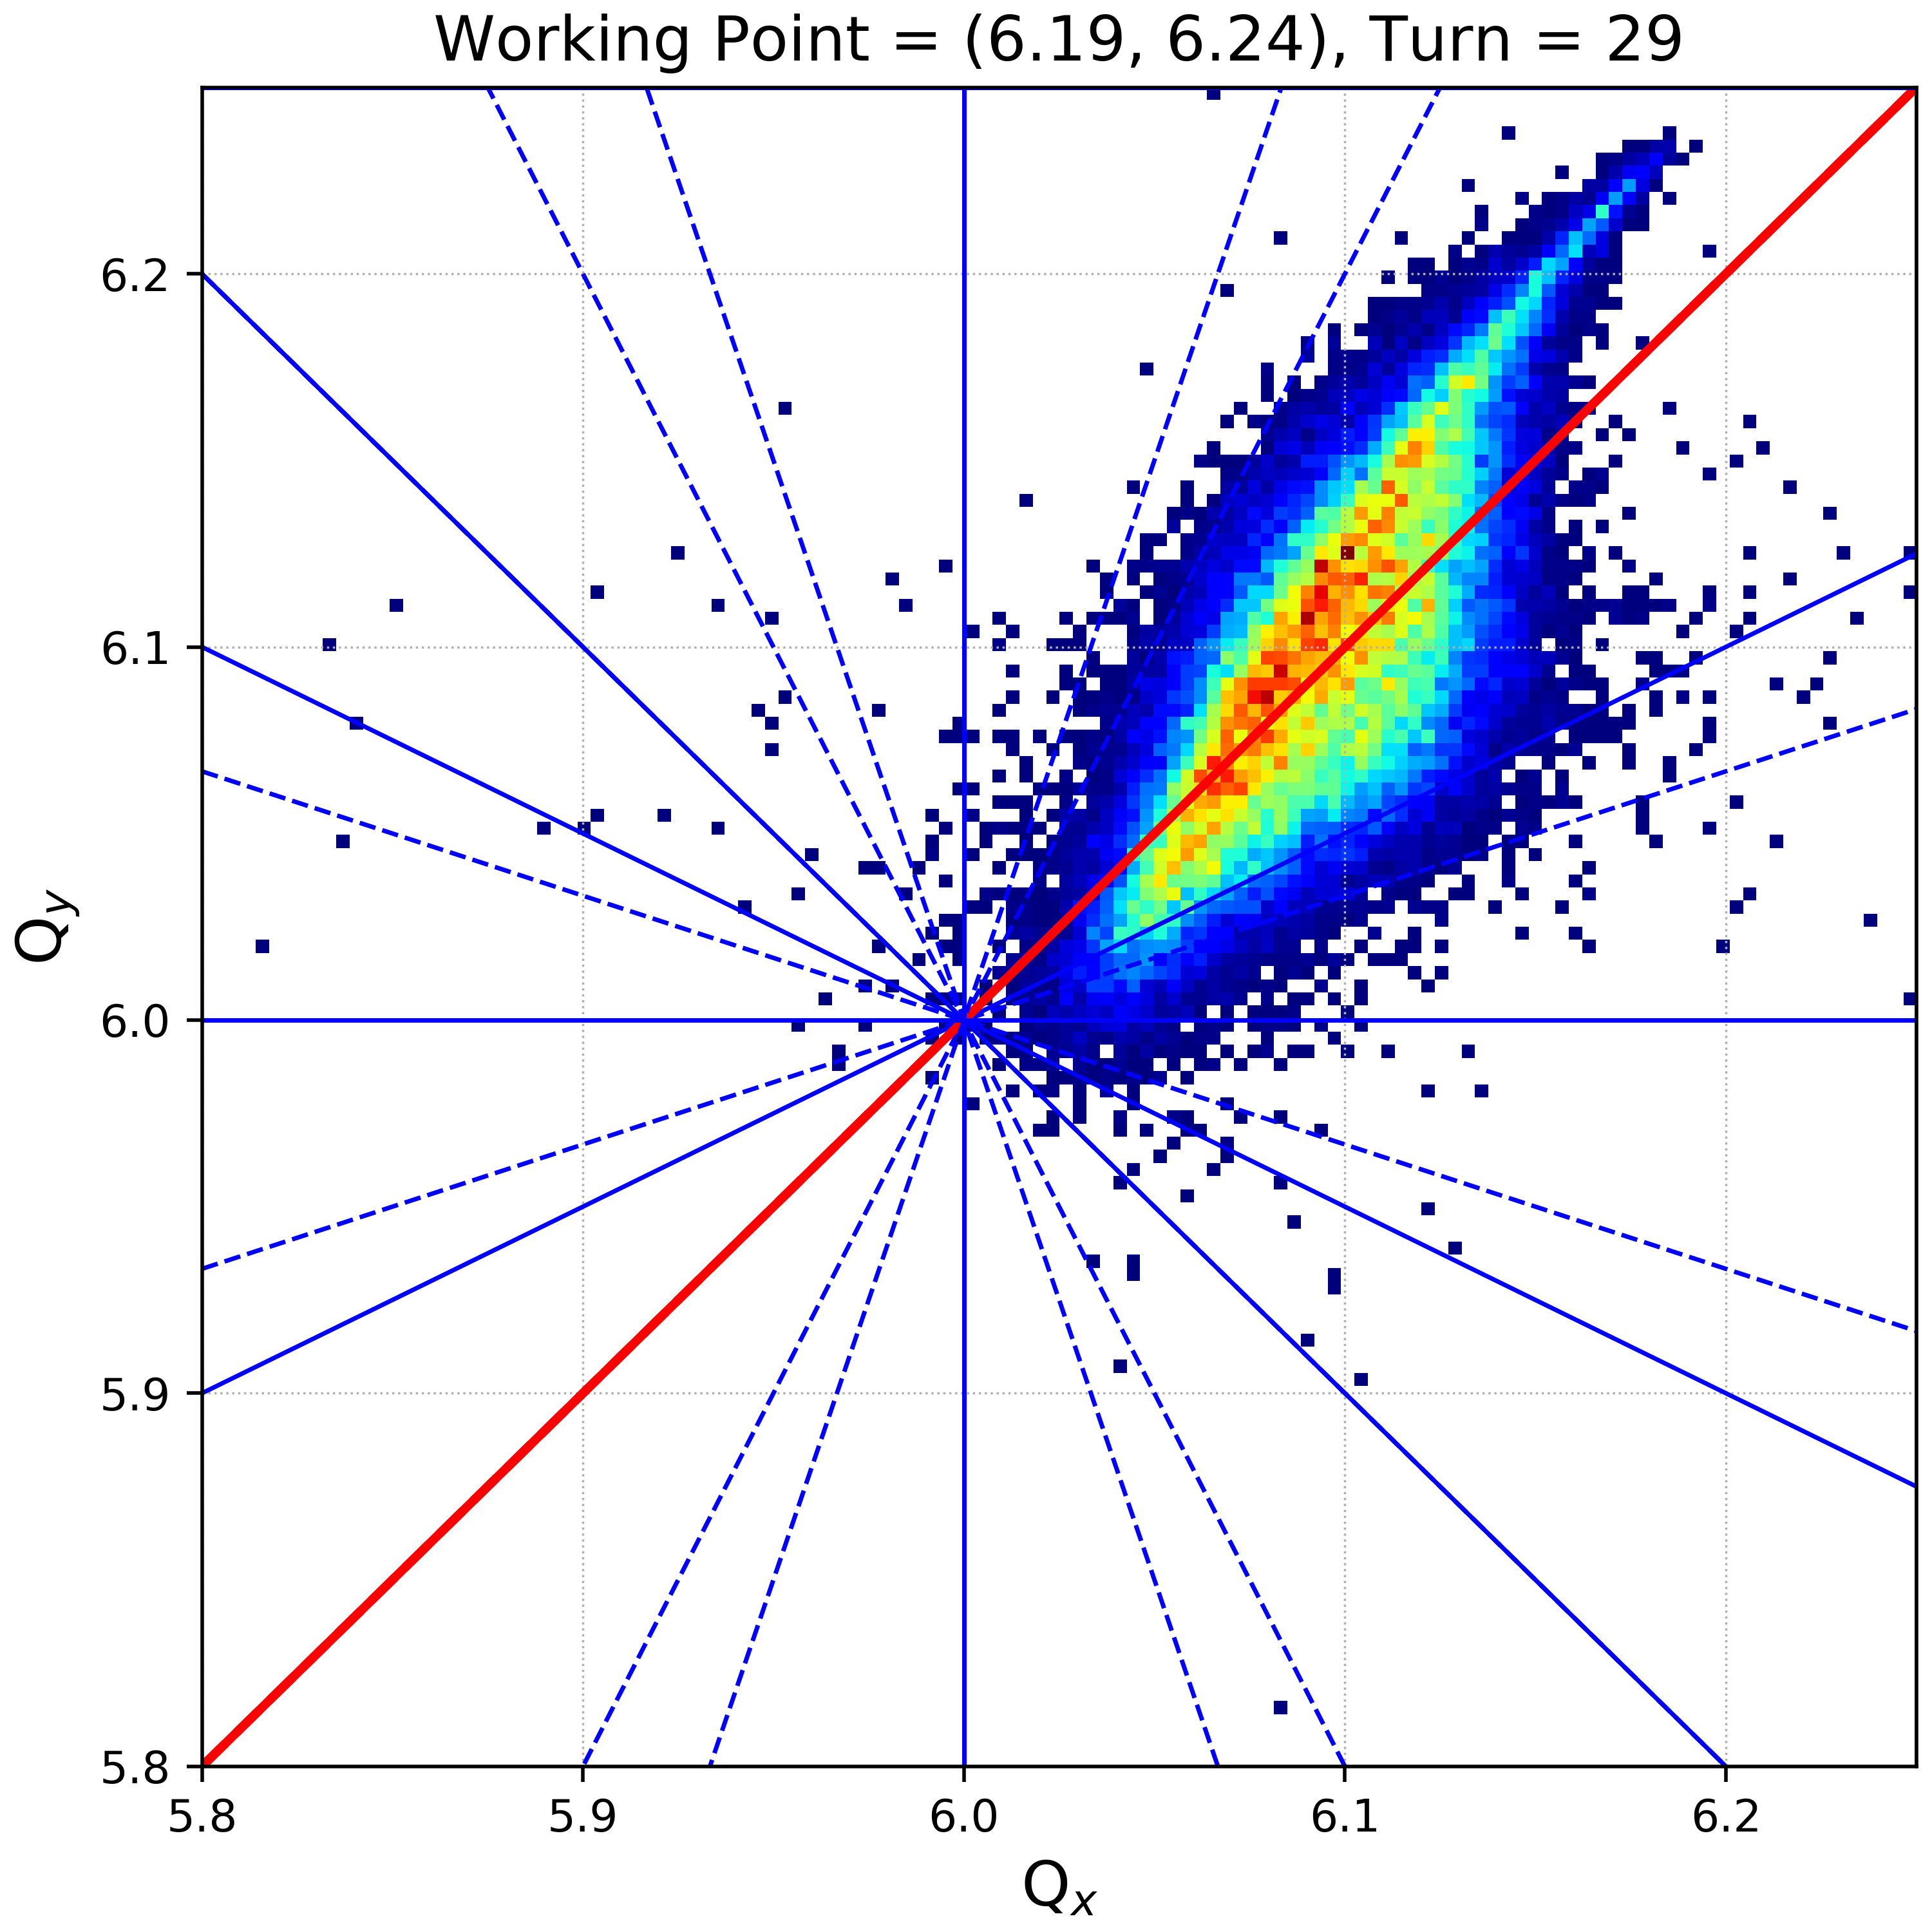 Working Point = (6.19, 6.24), Turn = 29
6.2
6.1
6.0
5.9
5.8
Qy
5.8 5.9 6.0 6.1 6.2
Qx